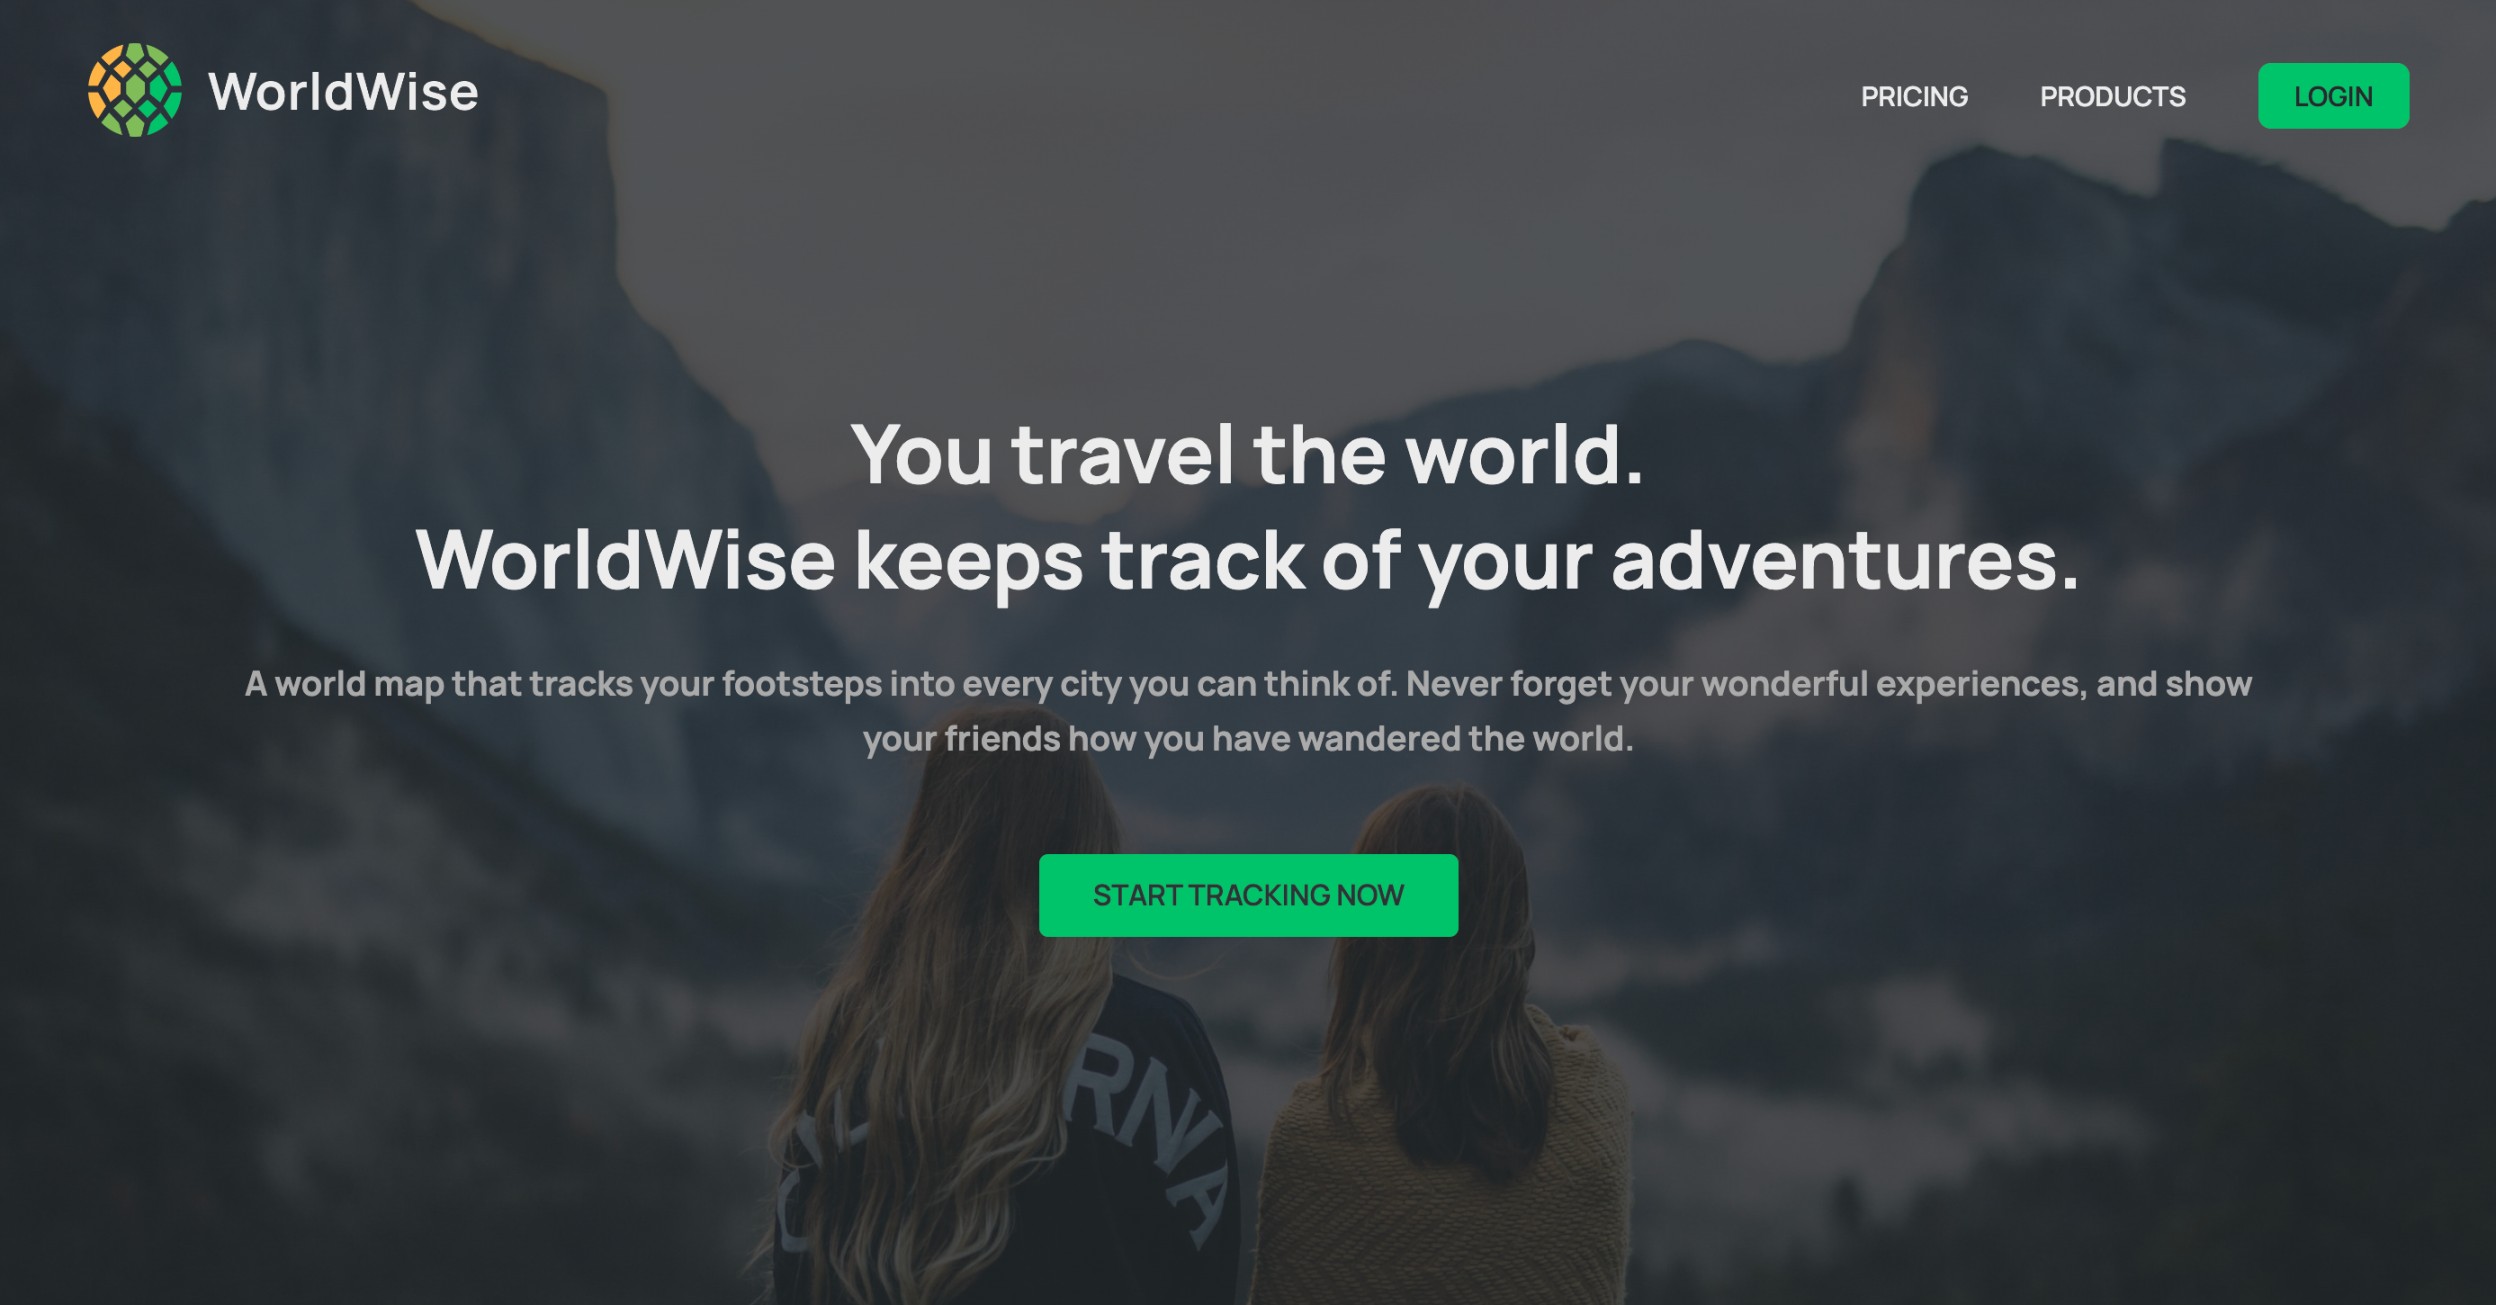 WorldWise
PRICING
PRODUCTS
LOGIN
You travel the world.
WorldWise keeps track of your adventures.
A world map that tracks your footsteps into every city you can think of. Never forget your wonderful experiences, and show
your friends how you have wandered the world.
START TRACKING NOW